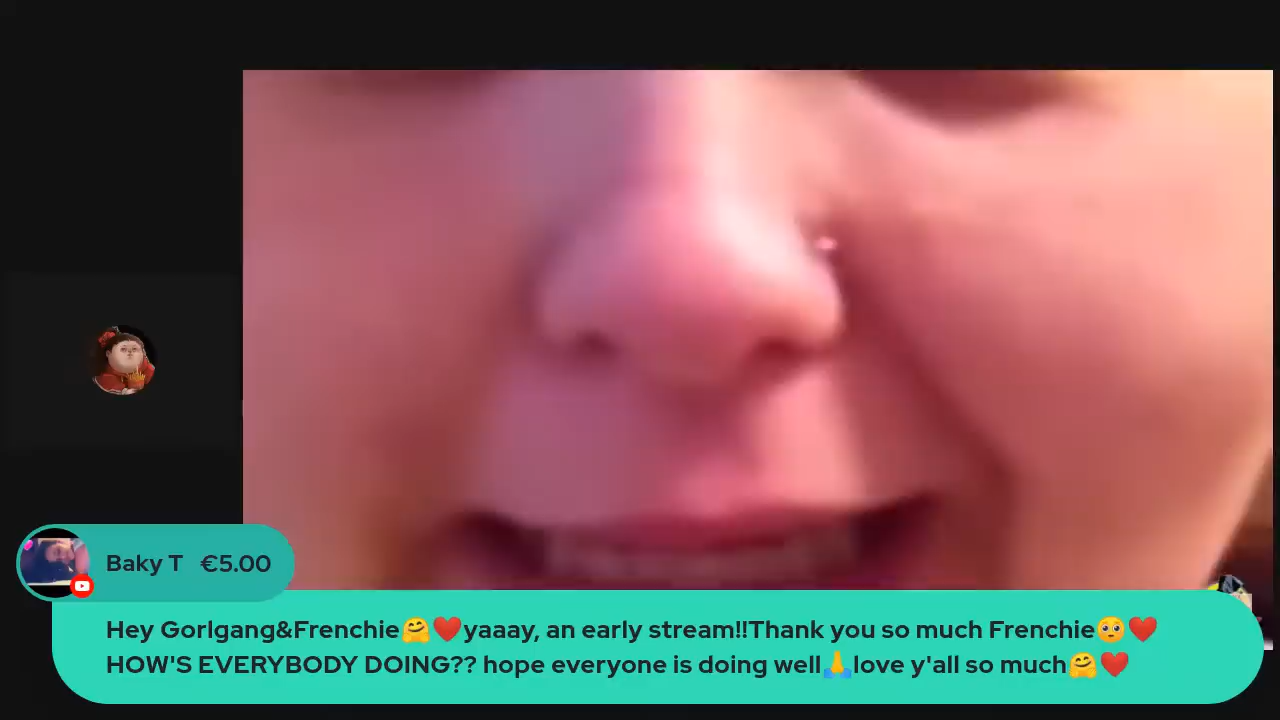 Baky T €5.00
Hey Gorlgang&Frenchie🤗❤️yaaay, an early stream!!Thank you so much Frenchie🥺❤️
HOW'S EVERYBODY DOING?? hope everyone is doing well🙏love y'all so much🤗❤️